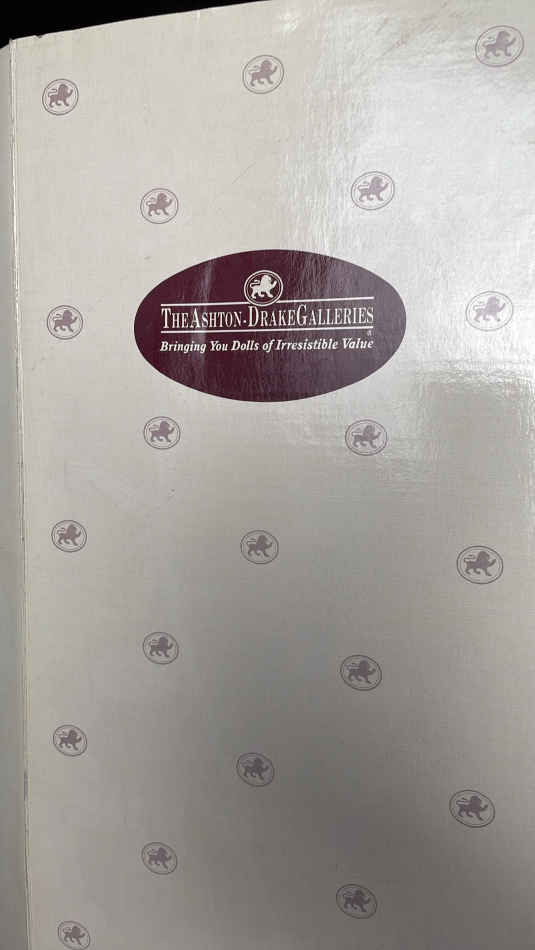 THE ASHTON-DRAKE GALLERIES
®
Bringing You Dolls of Irresistible Value